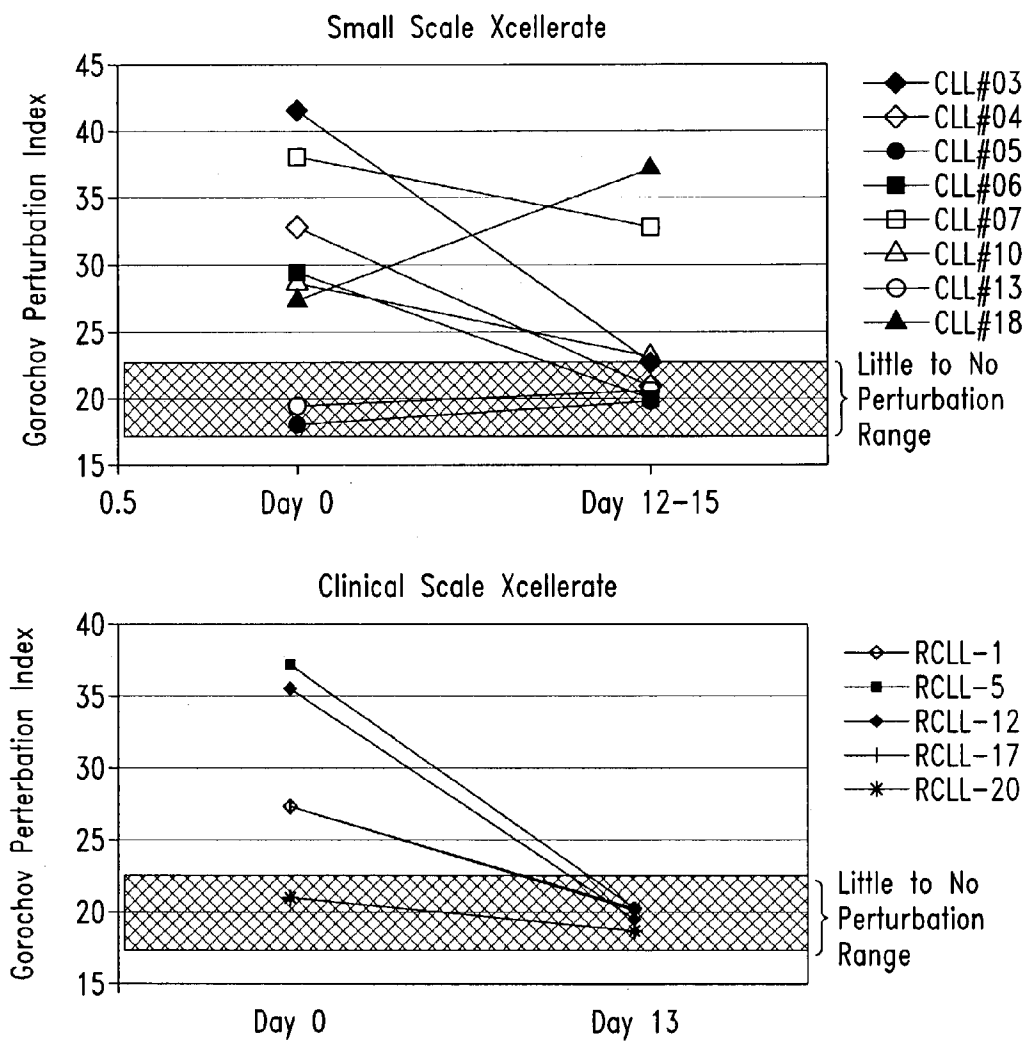 Small Scale Xcellerate
Gorochov Perturbation Index
45
40
35
30
25
20
15
0.5
Day 0
Day 12-15
CLL#03
CLL#04
CLL#05
CLL#06
CLL#07
CLL#10
CLL#13
CLL#18
Little to No
Perturbation
Range
Clinical Scale Xcellerate
Gorochov Perterbation Index
40
35
30
25
20
15
Day 0
Day 13
RCLL-1
RCLL-5
RCLL-12
RCLL-17
RCLL-20
Little to No
Perturbation
Range